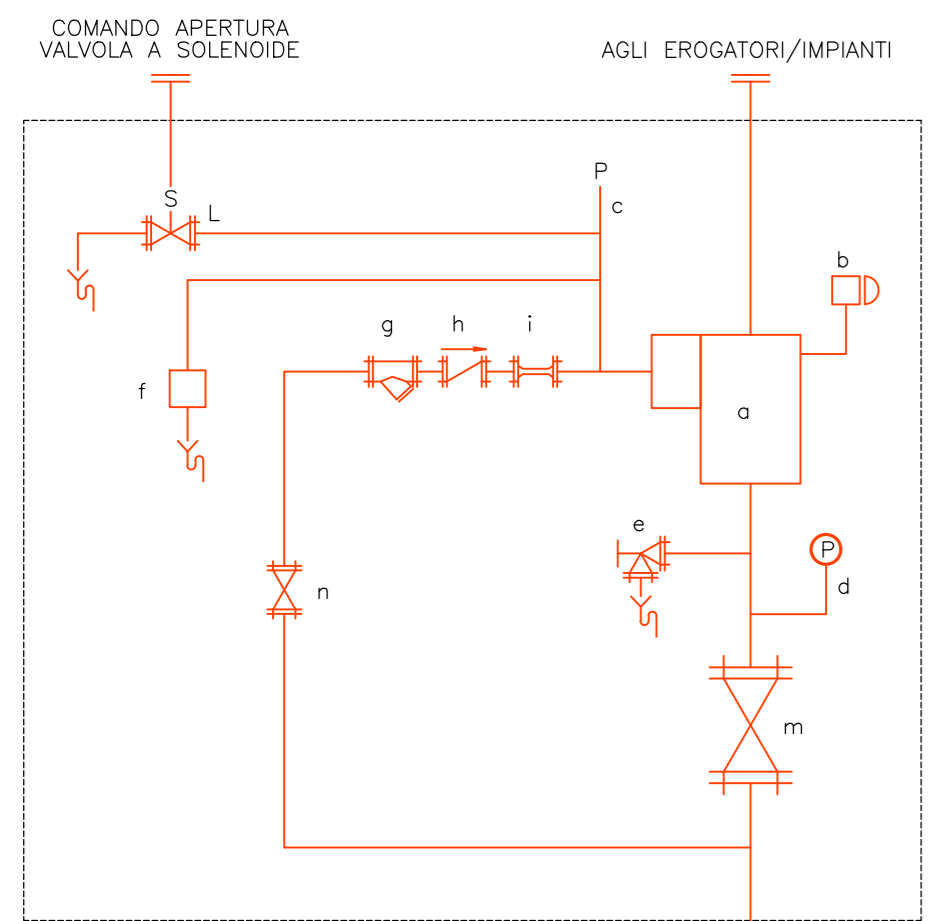 COMANDO APERTURA
VALVOLA A SOLENOIDE
AGLI EROGATORI/IMPIANTI
P
S
L
c
b
g
h
i
f
a
e
P
d
n
m